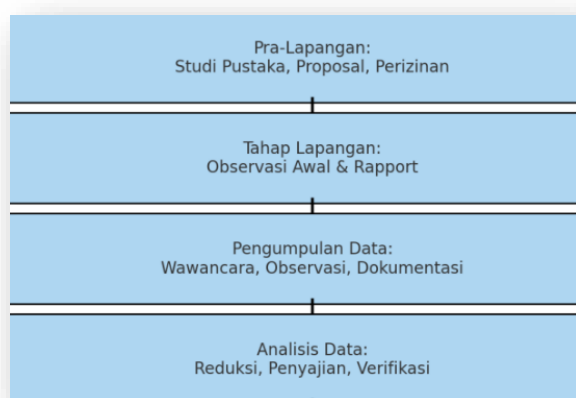 Pra-Lapangan:
Studi Pustaka, Proposal, Perizinan
Tahap Lapangan:
Observasi Awal & Rapport
Pengumpulan Data:
Wawancara, Observasi, Dokumentasi
Analisis Data:
Reduksi, Penyajian, Verifikasi